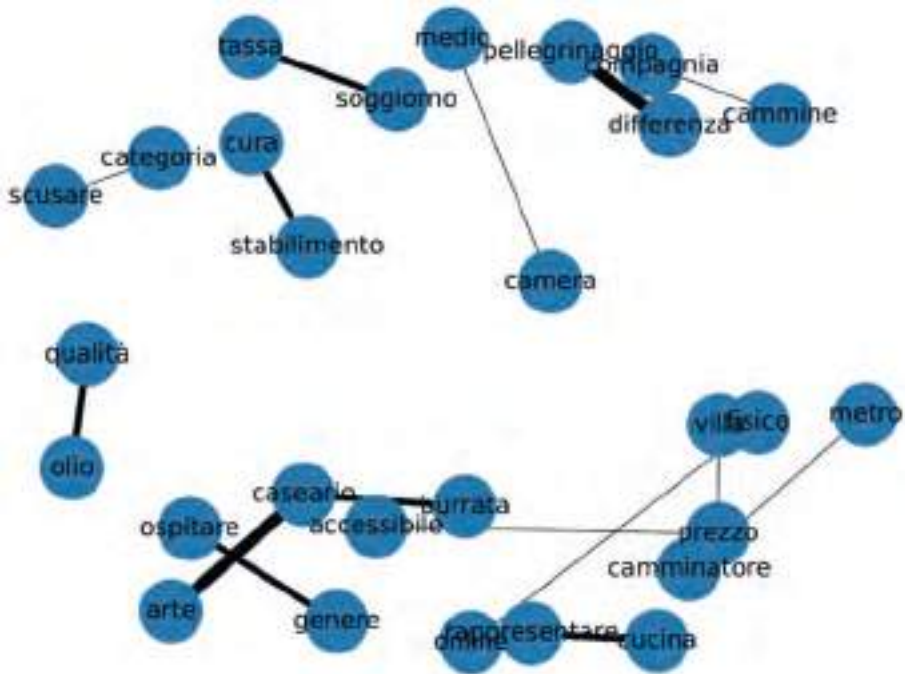 tassa
medic
pellegrinaggio
compagnia
soggiorno
cammine
differenza
cura
categoria
scusare
stabilimento
camera
qualità
olio
villa
fisico
metro
caseario
burrata
accessibile
ospitare
prezzo
camminatore
arte
genere
rappresentare
cucina